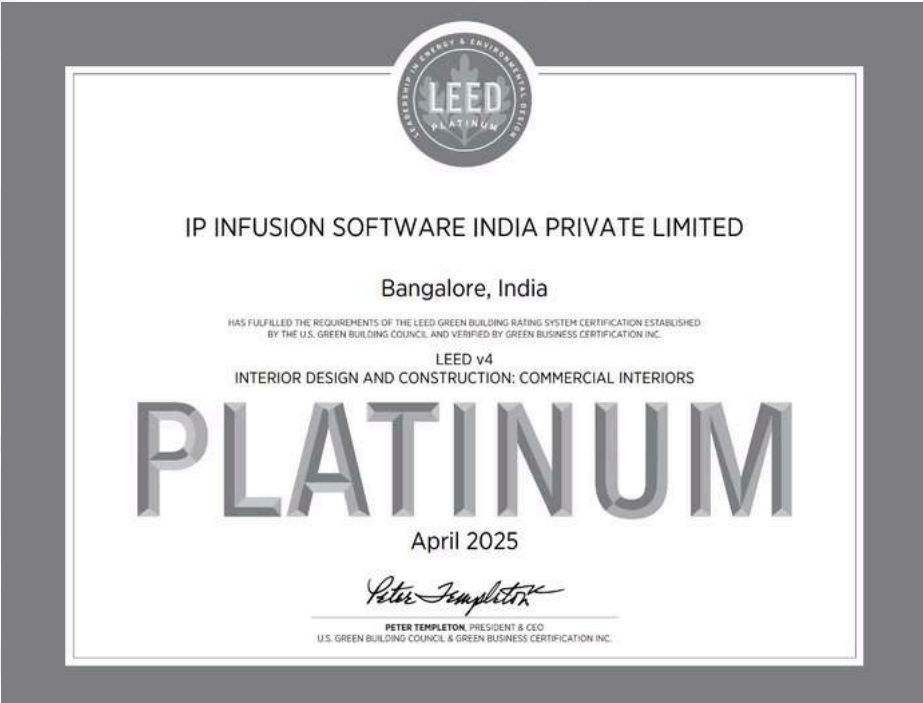 LEADERSHIP IN ENERGY & ENVIRONMENTAL DESIGN
LEED
PLATINUM
IP INFUSION SOFTWARE INDIA PRIVATE LIMITED
Bangalore, India
HAS FULFILLED THE REQUIREMENTS OF THE LEED GREEN BUILDING RATING SYSTEM CERTIFICATION ESTABLISHED
BY THE U.S. GREEN BUILDING COUNCIL AND VERIFIED BY GREEN BUSINESS CERTIFICATION INC.
LEED v4
INTERIOR DESIGN AND CONSTRUCTION: COMMERCIAL INTERIORS
PLATINUM
April 2025
Peter Templeton
PETER TEMPLETON, PRESIDENT & CEO
U.S. GREEN BUILDING COUNCIL & GREEN BUSINESS CERTIFICATION INC.